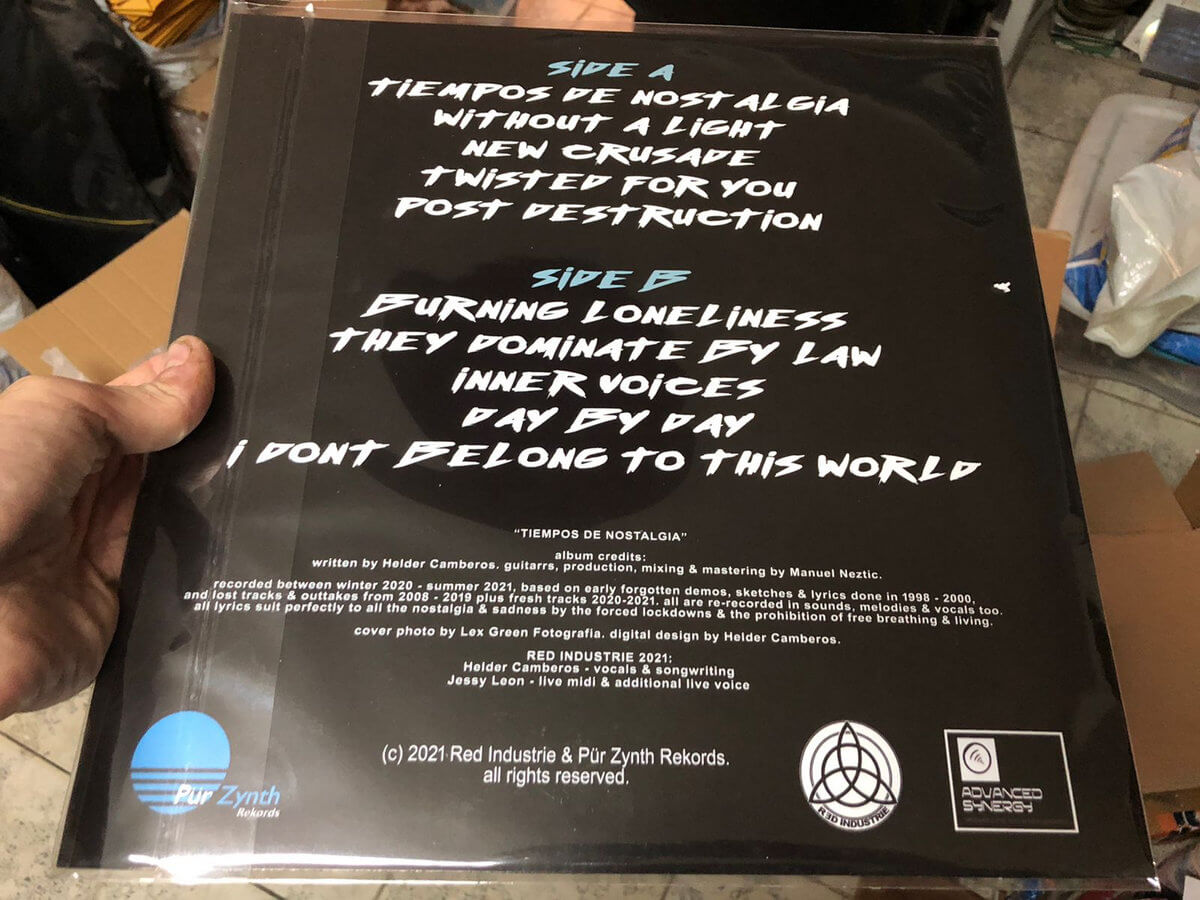 SIDE A
TIEMPOS DE NOSTALGIA
WITHOUT A LIGHT
NEW CRUSADE
TWISTED FOR YOU
POST DESTRUCTION
SIDE B
BURNING LONELINESS
THEY DOMINATE BY LAW
INNER VOICES
DAY BY DAY
I DONT BELONG TO THIS WORLD
"TIEMPOS DE NOSTALGIA"
album credits:
written by Helder Camberos. guitarrs, production, mixing & mastering by Manuel Neztic.
recorded between winter 2020 - summer 2021, based on early forgotten demos, sketches & lyrics done in 1998 - 2000,
and lost tracks & outtakes from 2008 - 2019 plus fresh tracks 2020-2021. all are re-recorded in sounds, melodies & vocals too.
all lyrics suit perfectly to all the nostalgia & sadness by the forced lockdowns & the prohibition of free breathing & living.
cover photo by Lex Green Fotografia. digital design by Helder Camberos.
RED INDUSTRIE 2021:
Helder Camberos - vocals & songwriting
Jessy Leon - live midi & additional live voice
(c) 2021 Red Industrie & Pür Zynth Rekords.
all rights reserved.
Pür Zynth
Rekords
RED INDUSTRIE
ADVANCED
SYNERGY